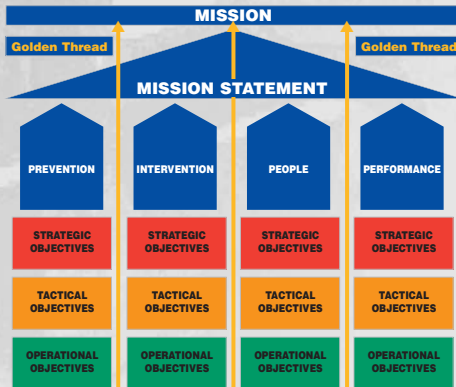 MISSION
Golden Thread Golden Thread
MISSION STATEMENT
PREVENTION INTERVENTION PEOPLE PERFORMANCE
STRATEGIC STRATEGIC STRATEGIC STRATEGIC
OBJECTIVES OBJECTIVES OBJECTIVES OBJECTIVES
TACTICAL TACTICAL TACTICAL TACTICAL
OBJECTIVES OBJECTIVES OBJECTIVES OBJECTIVES
OPERATIONAL OPERATIONAL OPERATIONAL OPERATIONAL
OBJECTIVES OBJECTIVES OBJECTIVES OBJECTIVES